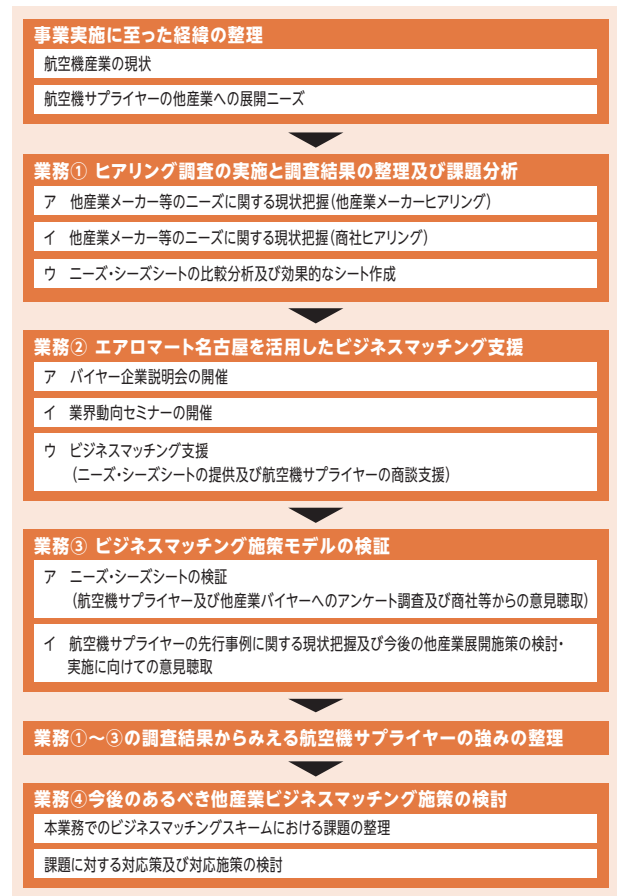 事業実施に至った経緯の整理
航空機産業の現状
航空機サプライヤーの他産業への展開ニーズ
業務① ヒアリング調査の実施と調査結果の整理及び課題分析
ア 他産業メーカー等のニーズに関する現状把握(他産業メーカーヒアリング)
イ 他産業メーカー等のニーズに関する現状把握(商社ヒアリング)
ウ ニーズ・シーズシートの比較分析及び効果的なシート作成
業務② エアロマート名古屋を活用したビジネスマッチング支援
ア バイヤー企業説明会の開催
イ 業界動向セミナーの開催
ウ ビジネスマッチング支援
(ニーズ・シーズシートの提供及び航空機サプライヤーの商談支援)
業務③ ビジネスマッチング施策モデルの検証
ア ニーズ・シーズシートの検証
(航空機サプライヤー及び他産業バイヤーへのアンケート調査及び商社等からの意見聴取)
イ 航空機サプライヤーの先行事例に関する現状把握及び今後の他産業展開施策の検討・
実施に向けての意見聴取
業務①～③の調査結果からみえる航空機サプライヤーの強みの整理
業務④今後のあるべき他産業ビジネスマッチング施策の検討
本業務でのビジネスマッチングスキームにおける課題の整理
課題に対する対応策及び対応施策の検討